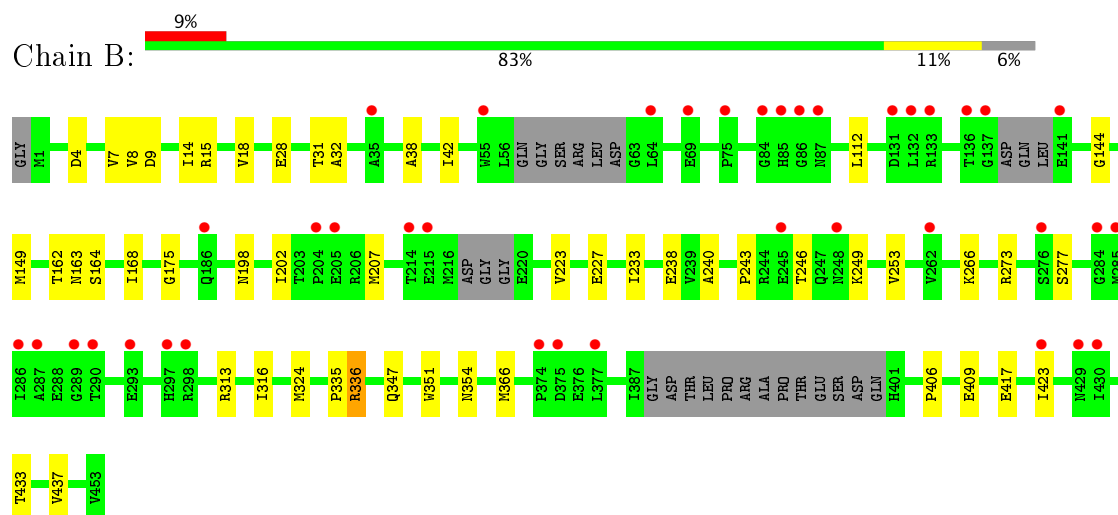 9%
Chain B:
83% 11% 6%
GLY M1 D4 V7 V8 D9 I14 R15 V18 E28 T31 A32 A35 A38 I42 W55 L56 GLN GLY SER ARG LEU ASP G63 L64 E69 P75 G84 H85 G86 N87 L112 D131 L132 R133 T136 G137 ASP GLN LEU E141 G144
M149 T162 N163 S164 I168 G175 Q186 N198 I202 T203 P204 E205 R206 M207 T214 E215 M216 ASP GLY GLY E220 V223 E227 I233 E238 V239 A240 P243 R244 E245 T246 Q247 N248 K249 V253 V262 K266 R273 S276 S277 G284
I286 A287 E288 G289 T290 E293 H297 R298 R313 I316 M324 P335 R336 Q347 W351 N354 M366 P374 D375 E376 L377 I387 GLY ASP THR LEU PRO ARG ALA PRO THR GLU SER ASP GLN H401 P406 E409 E417 I423 N429 I430
T433 V437 V453